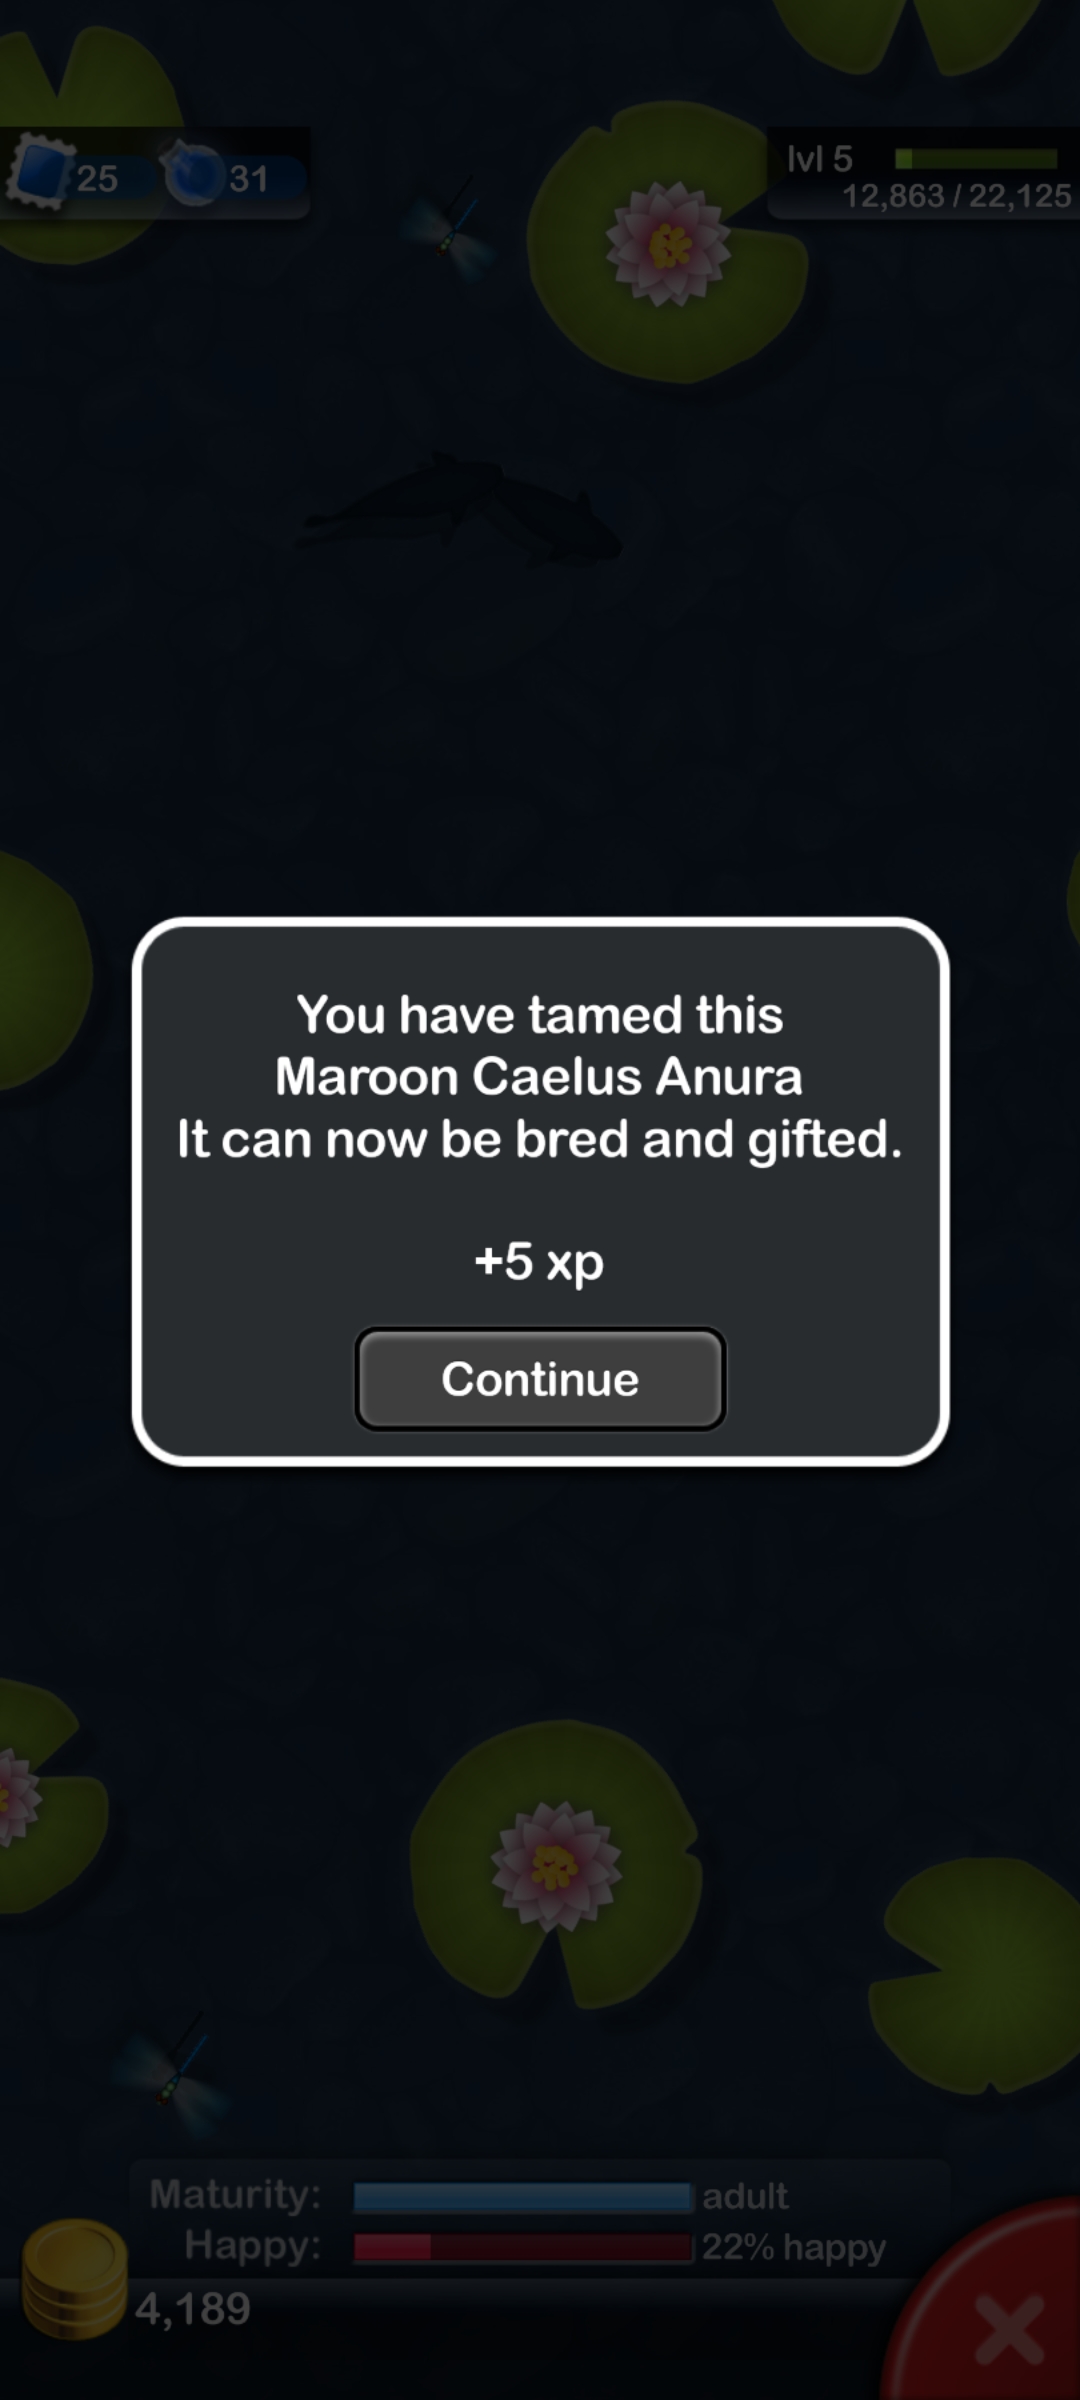 25
31
lvl 5
12,863 / 22,125
You have tamed this
Maroon Caelus Anura
It can now be bred and gifted.
+5 xp
Continue
Maturity: adult
Happy: 22% happy
4,189